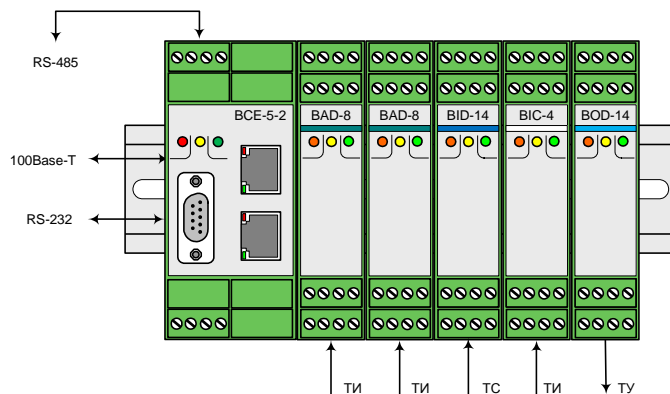 RS-485
BCE-5-2
BAD-8
BAD-8
BID-14
BIC-4
BOD-14
100Base-T
RS-232
ТИ
ТИ
ТС
ТИ
ТУ